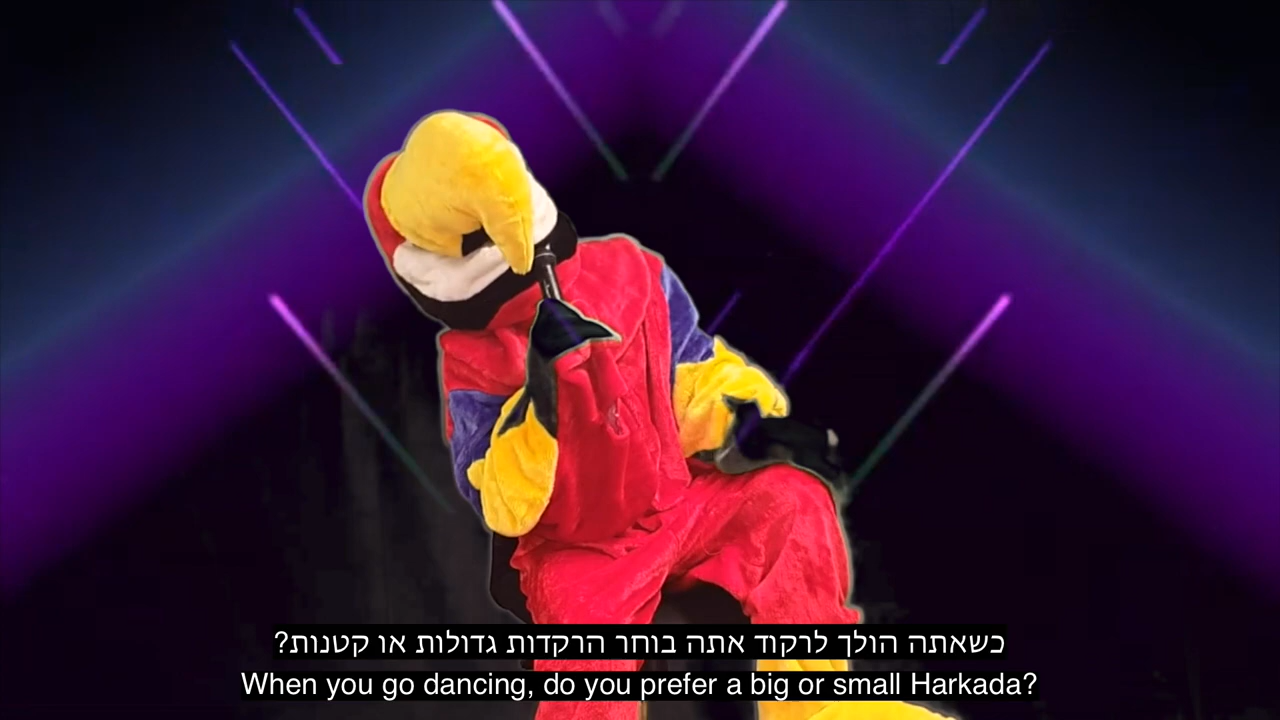 כשאתה הולך לרקוד אתה בוחר הרקדות גדולות או קטנות?
When you go dancing, do you prefer a big or small Harkada?